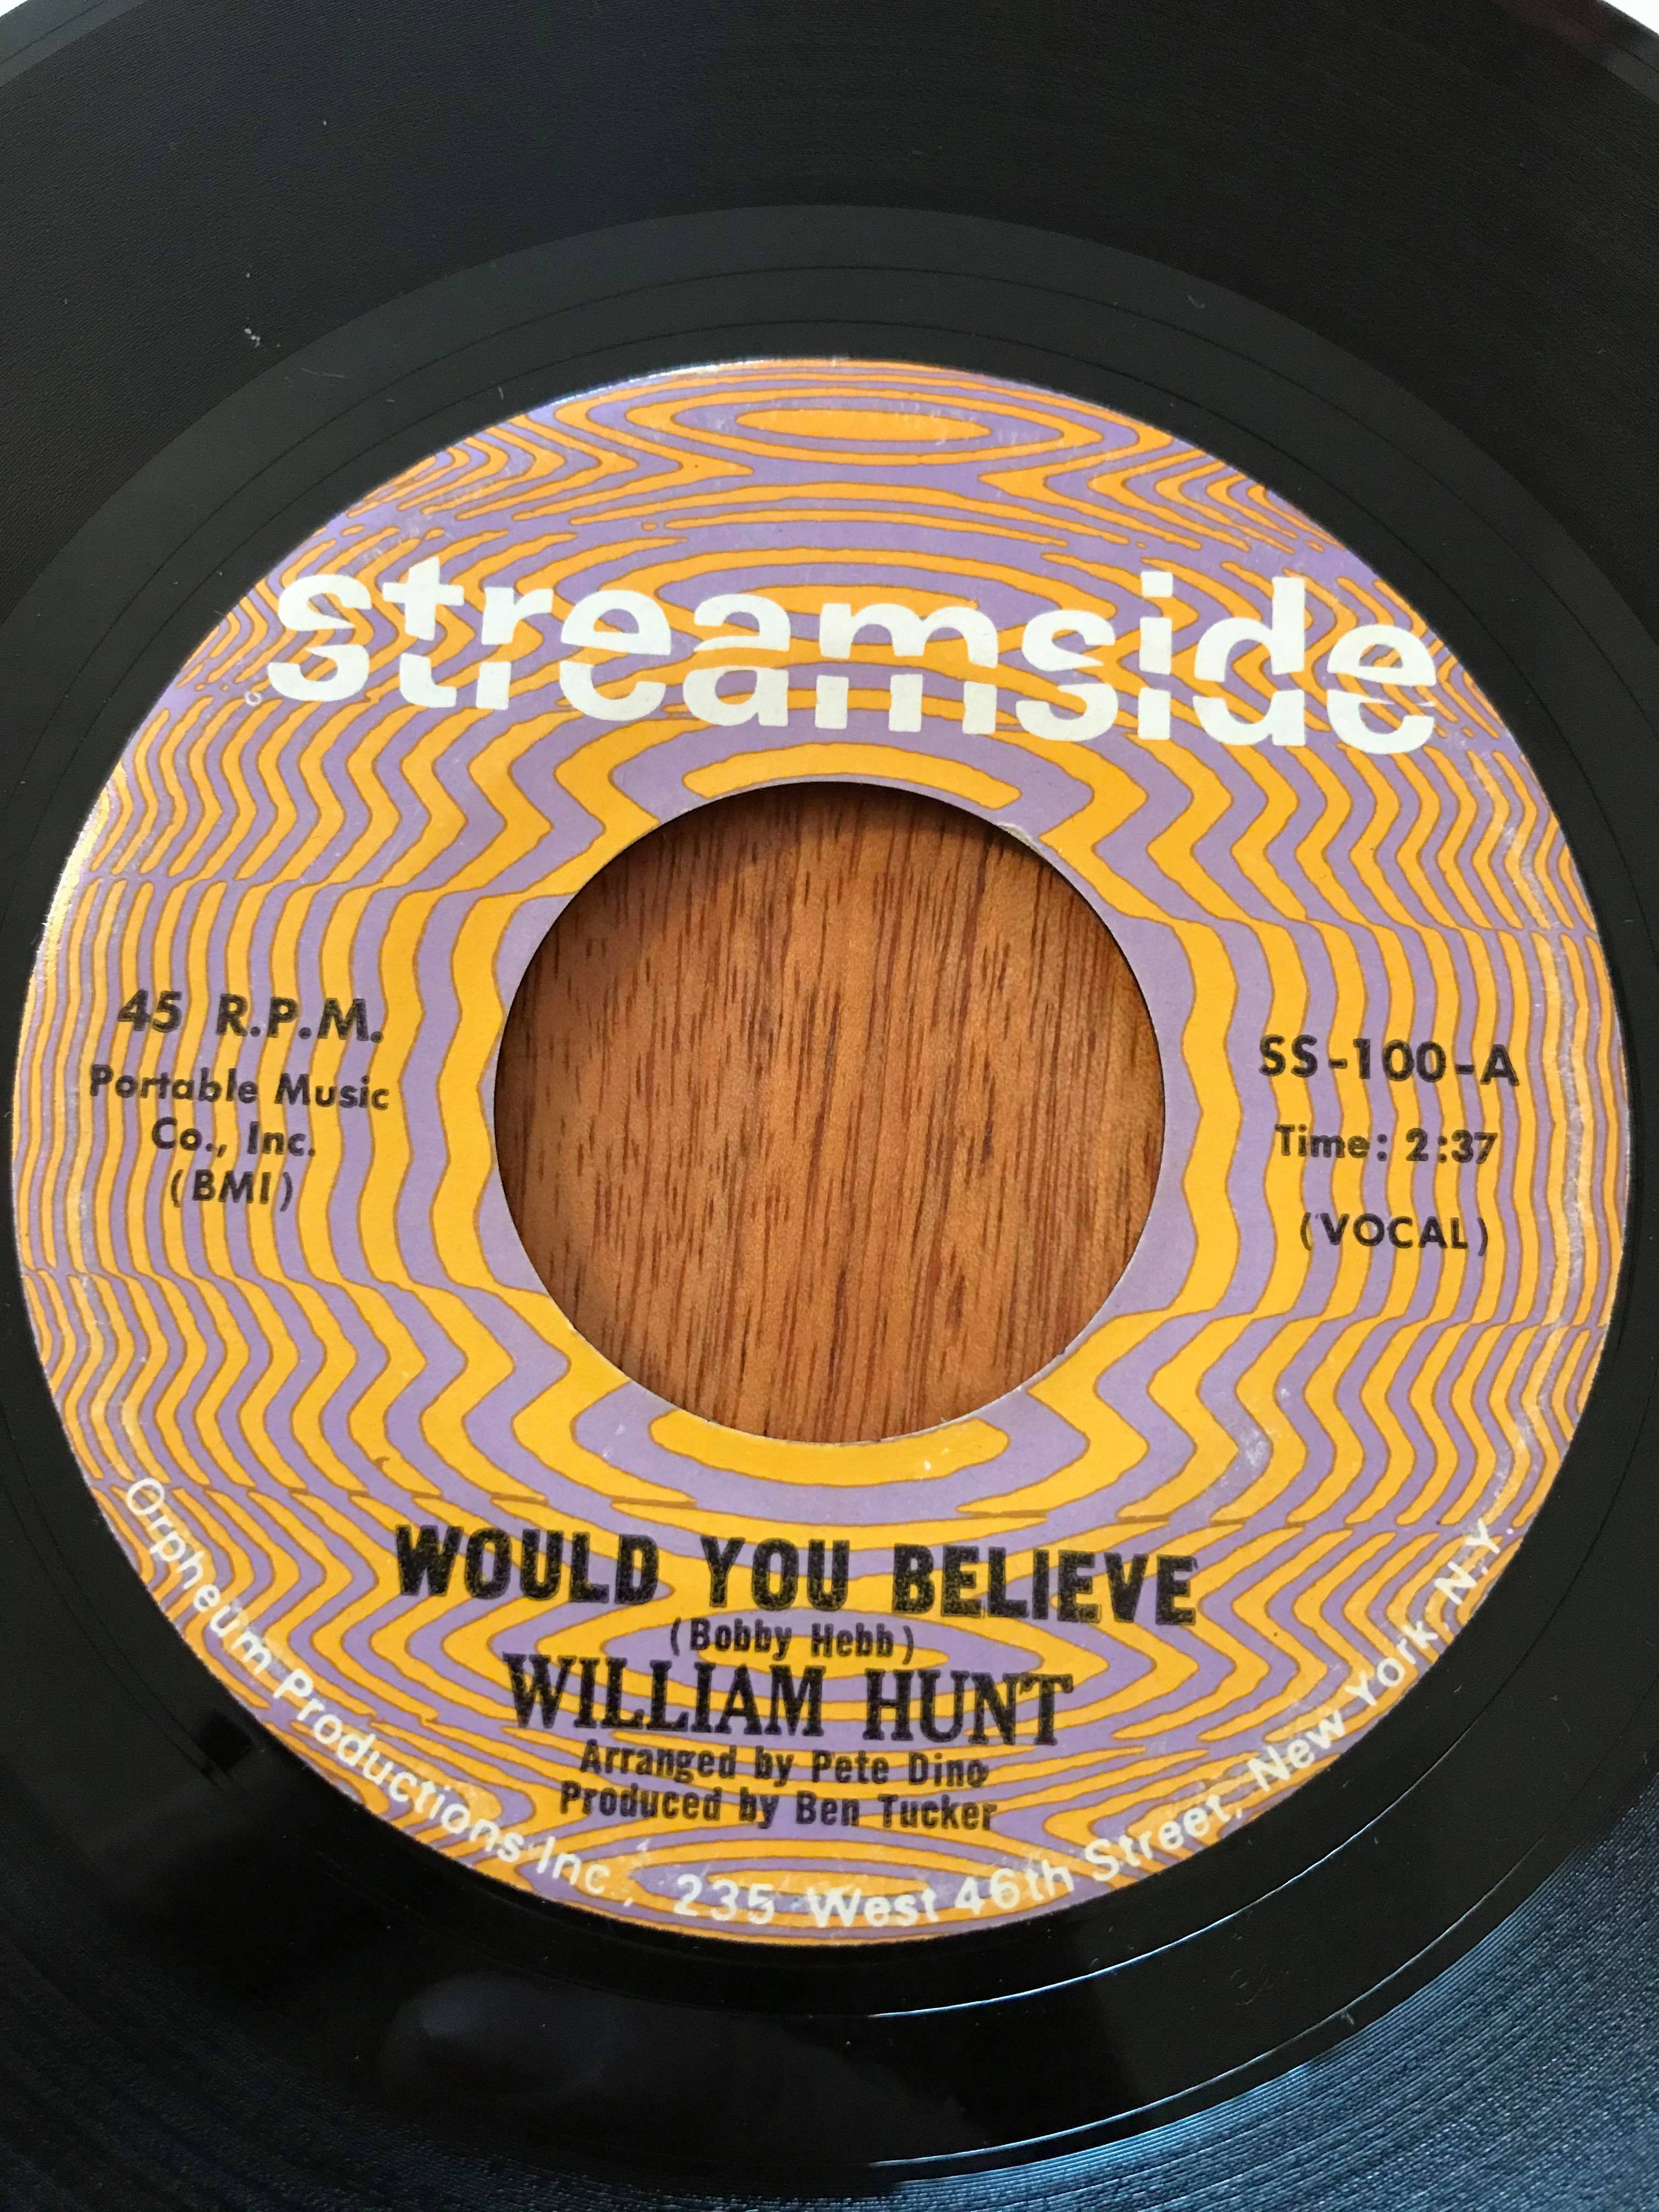 streamside
45 R.P.M.
Portable Music
Co., Inc.
(BMI)
SS-100-A
Time: 2:37
(VOCAL)
WOULD YOU BELIEVE
(Bobby Hebb)
WILLIAM HUNT
Arranged by Pete Dino
Produced by Ben Tucker
Orpheum Productions Inc., 235 West 46th Street, New York, N.Y.